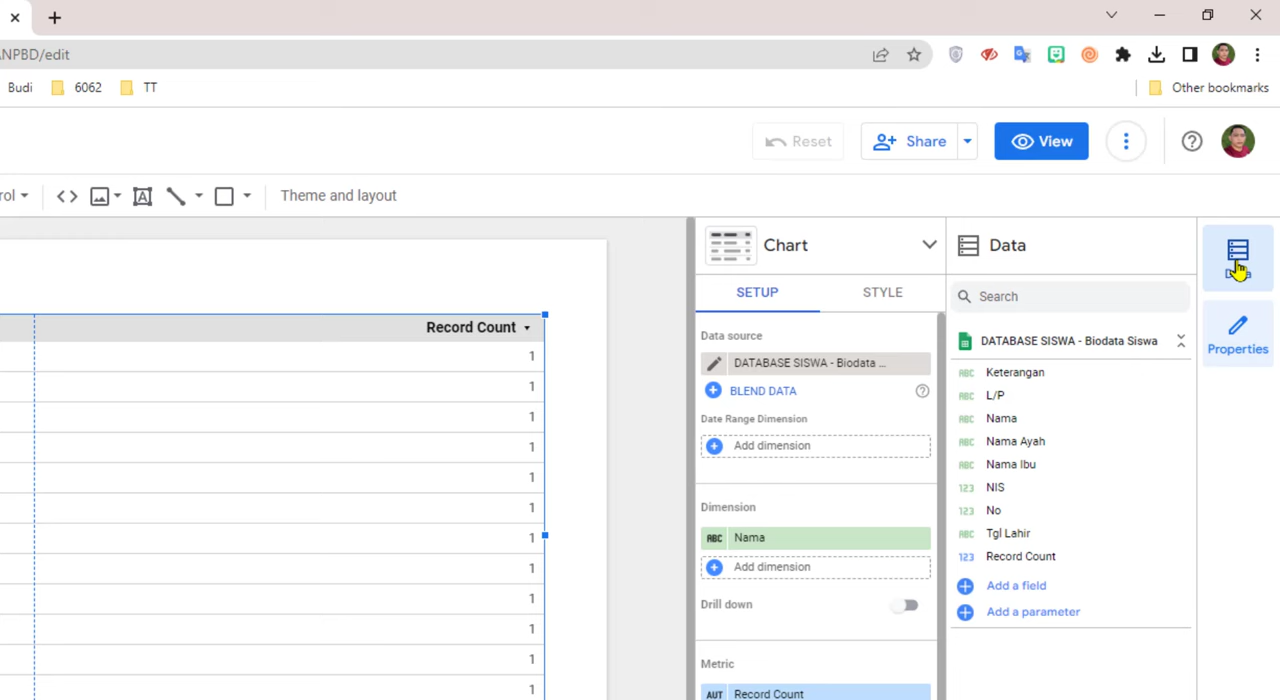 ANPBD/edit
Budi
6062
TT
Other bookmarks
Reset
Share
View
rol
Theme and layout
Record Count
1
1
1
1
1
1
1
1
1
1
1
1
Chart
SETUP
STYLE
Data source
DATABASE SISWA - Biodata ...
BLEND DATA
Date Range Dimension
Add dimension
Dimension
ABC Nama
Add dimension
Drill down
Metric
AUT Record Count
Data
Search
DATABASE SISWA - Biodata Siswa
ABC Keterangan
ABC L/P
ABC Nama
ABC Nama Ayah
ABC Nama Ibu
123 NIS
123 No
ABC Tgl Lahir
123 Record Count
Add a field
Add a parameter
Properties